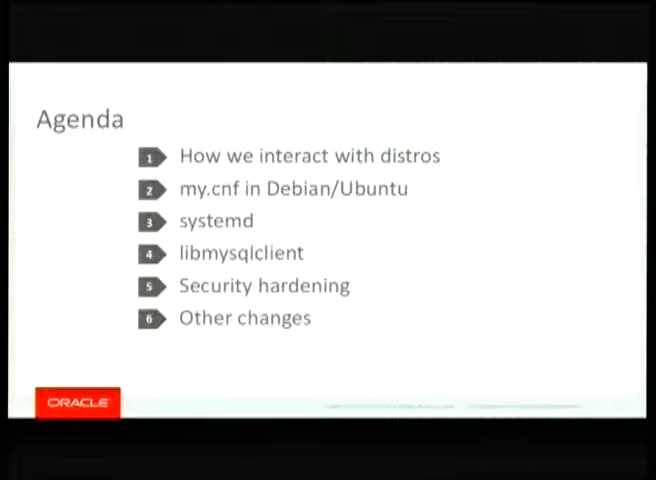 Agenda
1 How we interact with distros
2 my.cnf in Debian/Ubuntu
3 systemd
4 libmysqlclient
5 Security hardening
6 Other changes
ORACLE